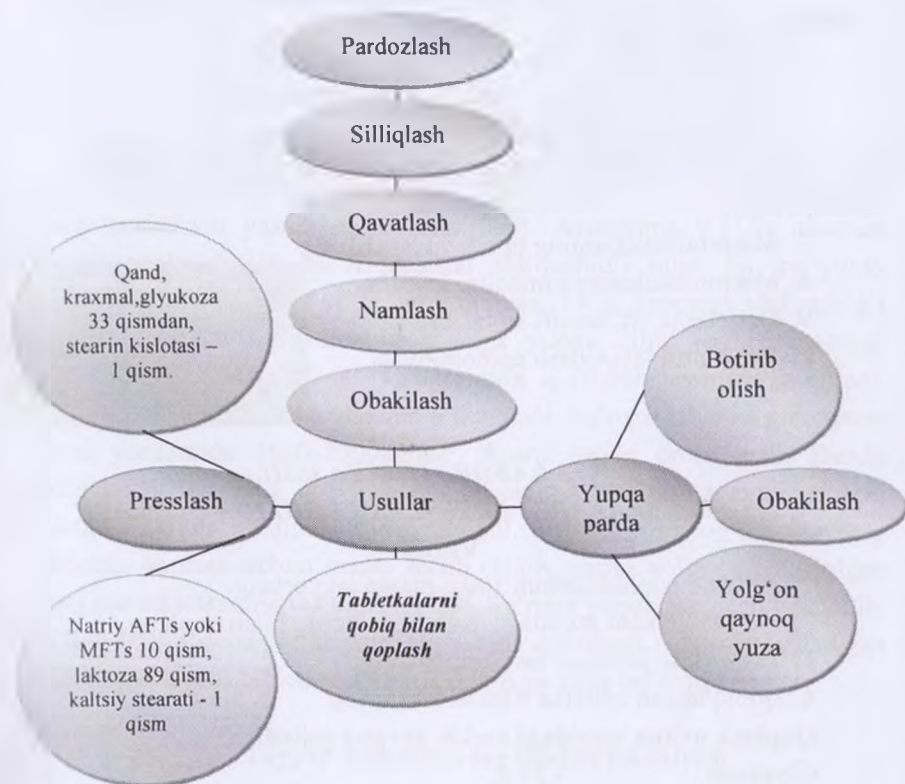 Pardozlash
Silliqlash
Qavatlash
Qand,
kraxmal,glyukoza
33 qismdan,
stearin kislotasi –
1 qism.
Namlash
Obakilash
Botirib
olish
Presslash
Usullar
Yupqa
parda
Obakilash
Natriy AFTs yoki
MFTs 10 qism,
laktoza 89 qism,
kaltsiy stearati - 1
qism
Tabletkalarni
qobiq bilan
qoplash
Yolg‘on
qaynoq
yuza